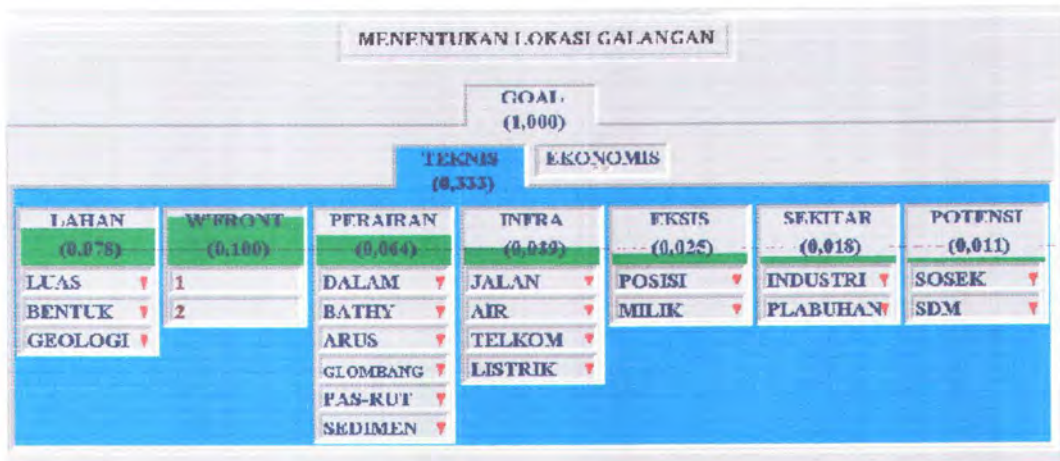 MENENTUKAN LOKASI GALANGAN
GOAL
(1,000)
TEKNIS EKONOMIS
(0,333)
LAHAN W'FRONT PERAIRAN INFRA EKSIS SEKITAR POTENSI
(0,078) (0,100) (0,064) (0,039) (0,025) (0,018) (0,011)
LUAS 1 DALAM JALAN POSISI INDUSTRI SOSEK
BENTUK 2 BATHY AIR MILIK PLABUHAN SDM
GEOLOGI ARUS TELKOM
GLOMBANG LISTRIK
PAS-RUT
SEDIMEN